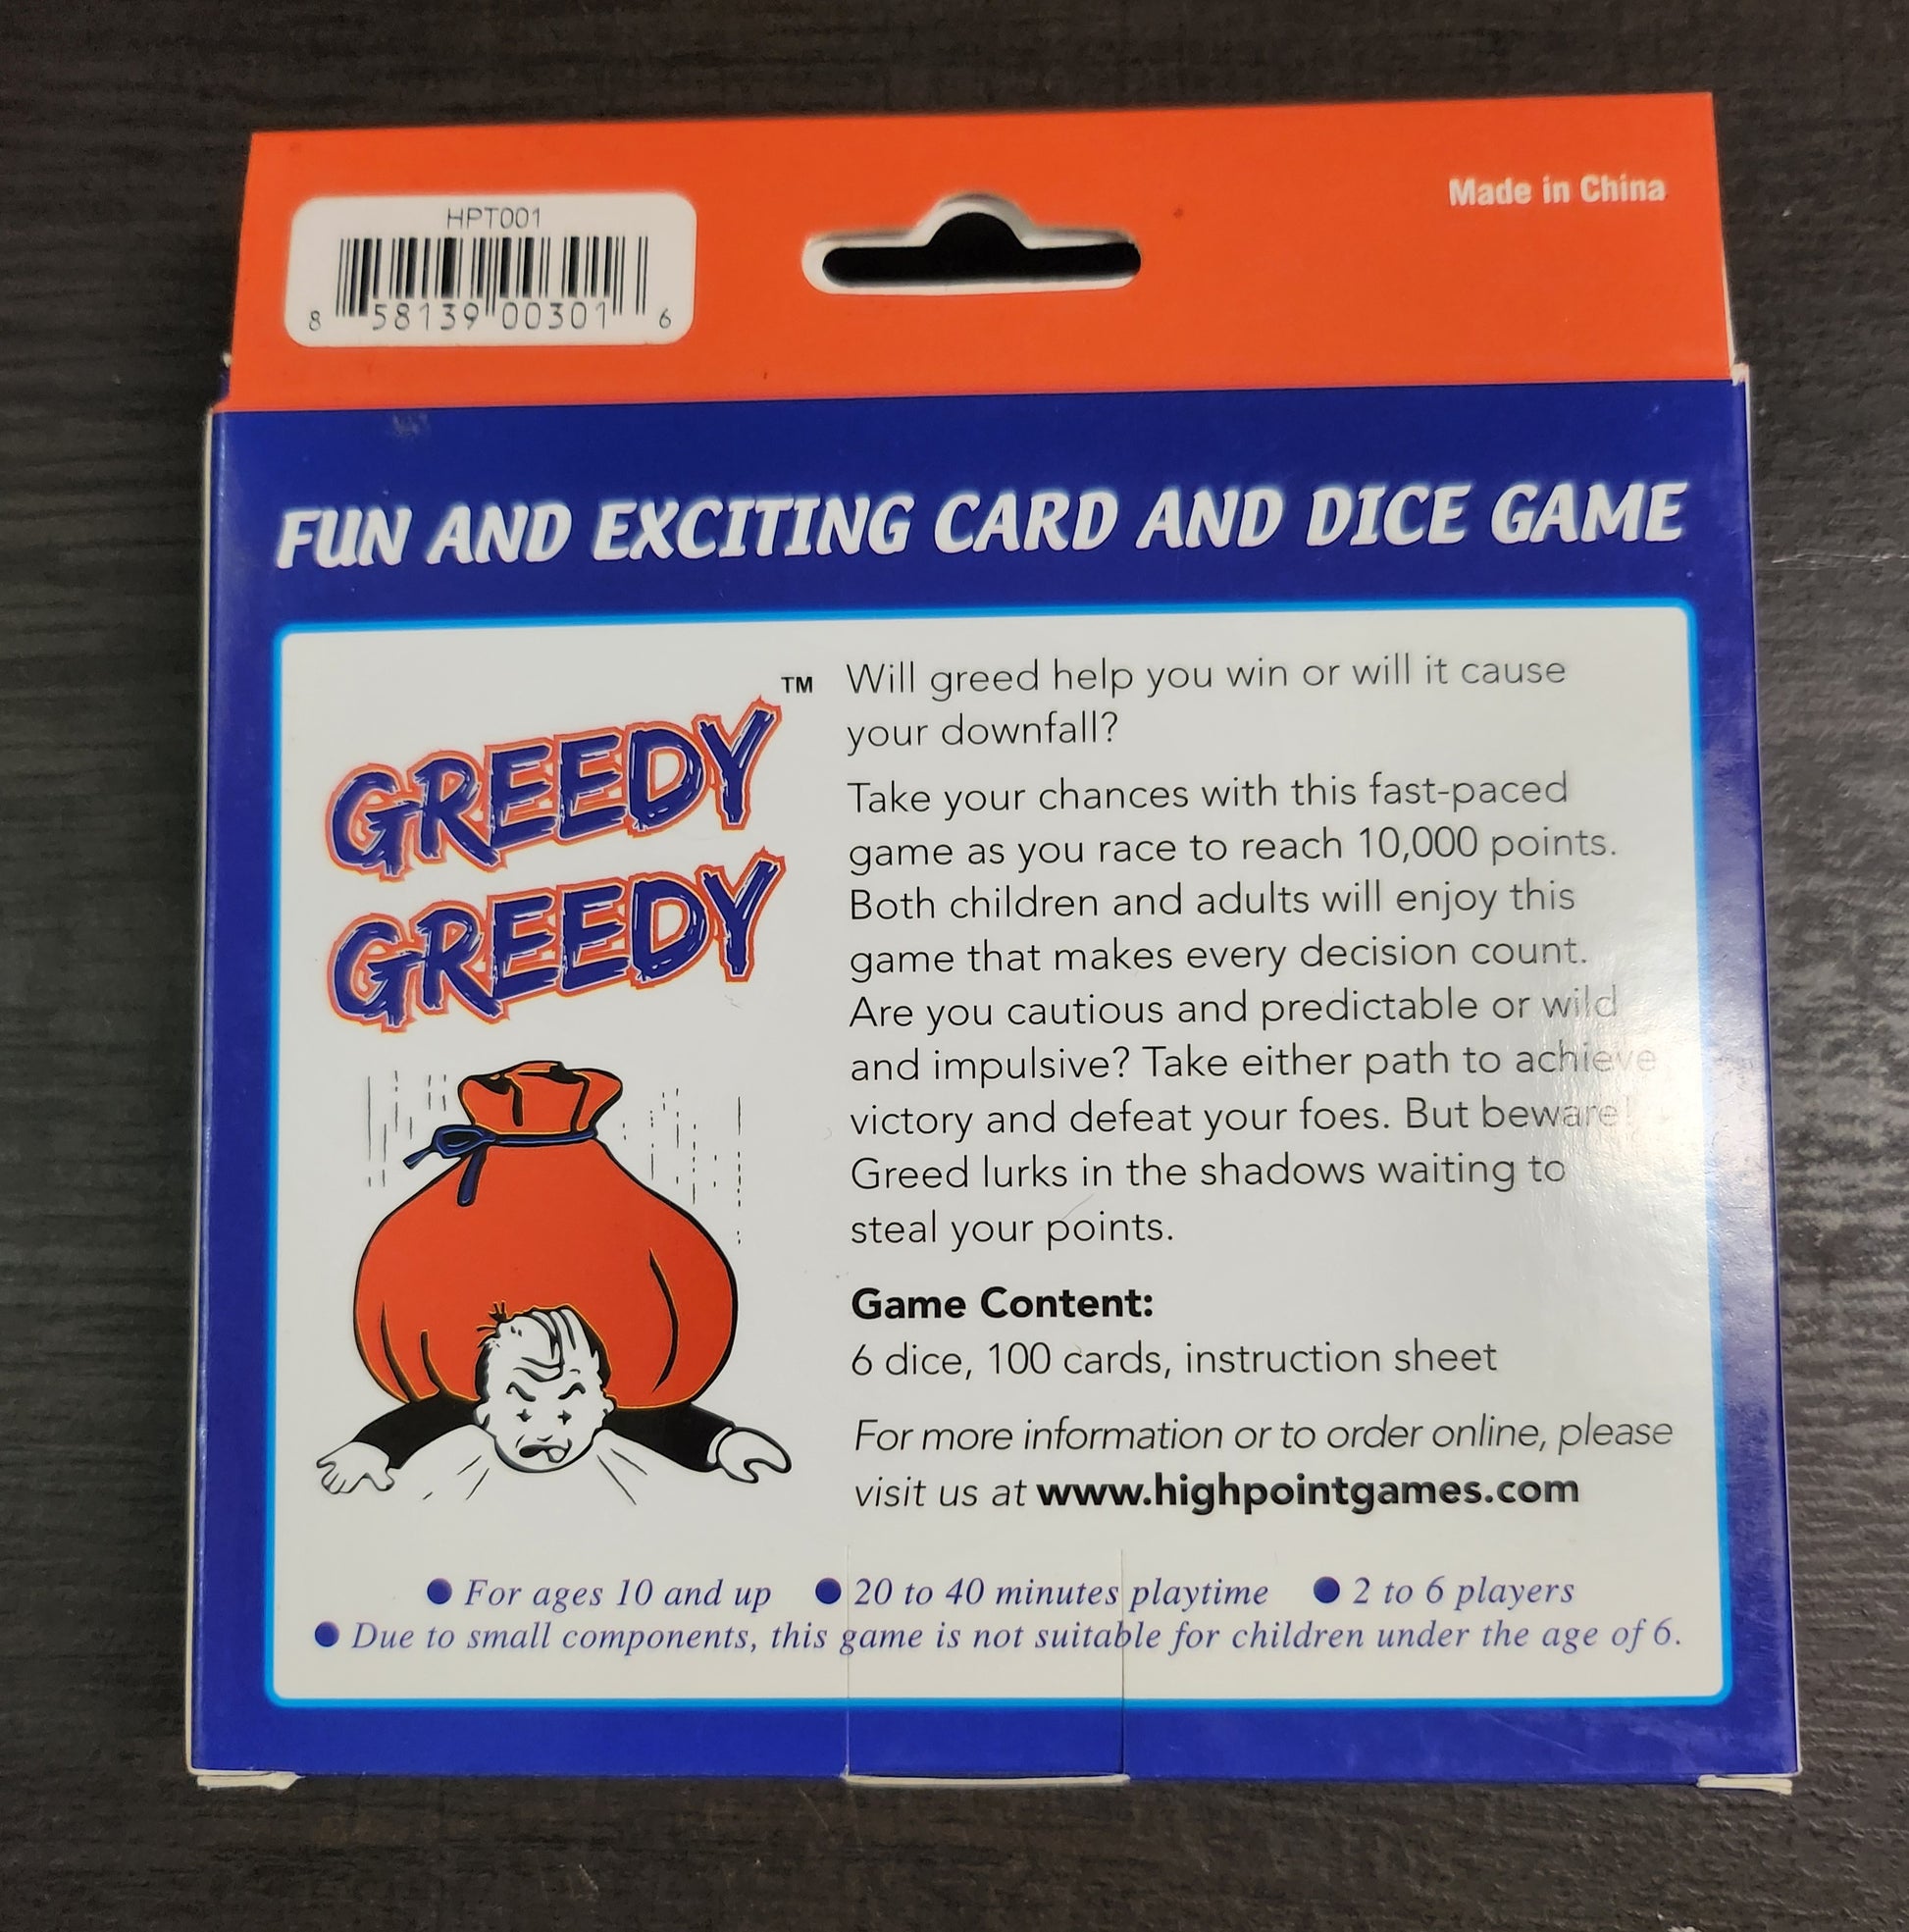 HPT001
8 58139 00301 6
Made in China
FUN AND EXCITING CARD AND DICE GAME
GREEDY™
GREEDY
Will greed help you win or will it cause
your downfall?
Take your chances with this fast-paced
game as you race to reach 10,000 points.
Both children and adults will enjoy this
game that makes every decision count.
Are you cautious and predictable or wild
and impulsive? Take either path to achieve
victory and defeat your foes. But beware!
Greed lurks in the shadows waiting to
steal your points.
Game Content:
6 dice, 100 cards, instruction sheet
For more information or to order online, please
visit us at www.highpointgames.com
● For ages 10 and up ● 20 to 40 minutes playtime ● 2 to 6 players
● Due to small components, this game is not suitable for children under the age of 6.